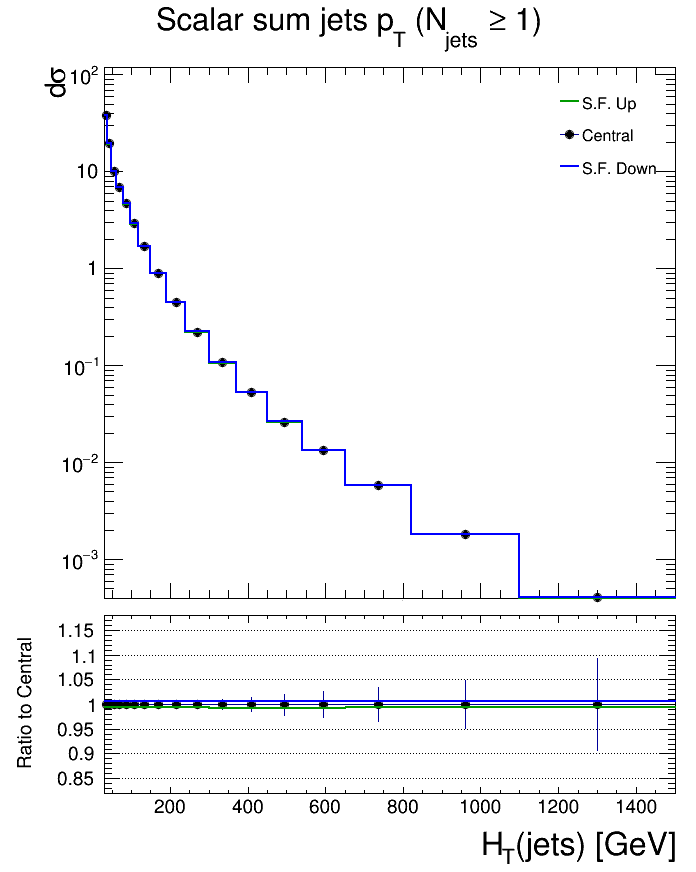 Scalar sum jets p_T (N_jets ≥ 1)
dσ
10²
10
1
10⁻¹
10⁻²
10⁻³
S.F. Up
Central
S.F. Down
Ratio to Central
1.15
1.1
1.05
1
0.95
0.9
0.85
200 400 600 800 1000 1200 1400
H_T(jets) [GeV]